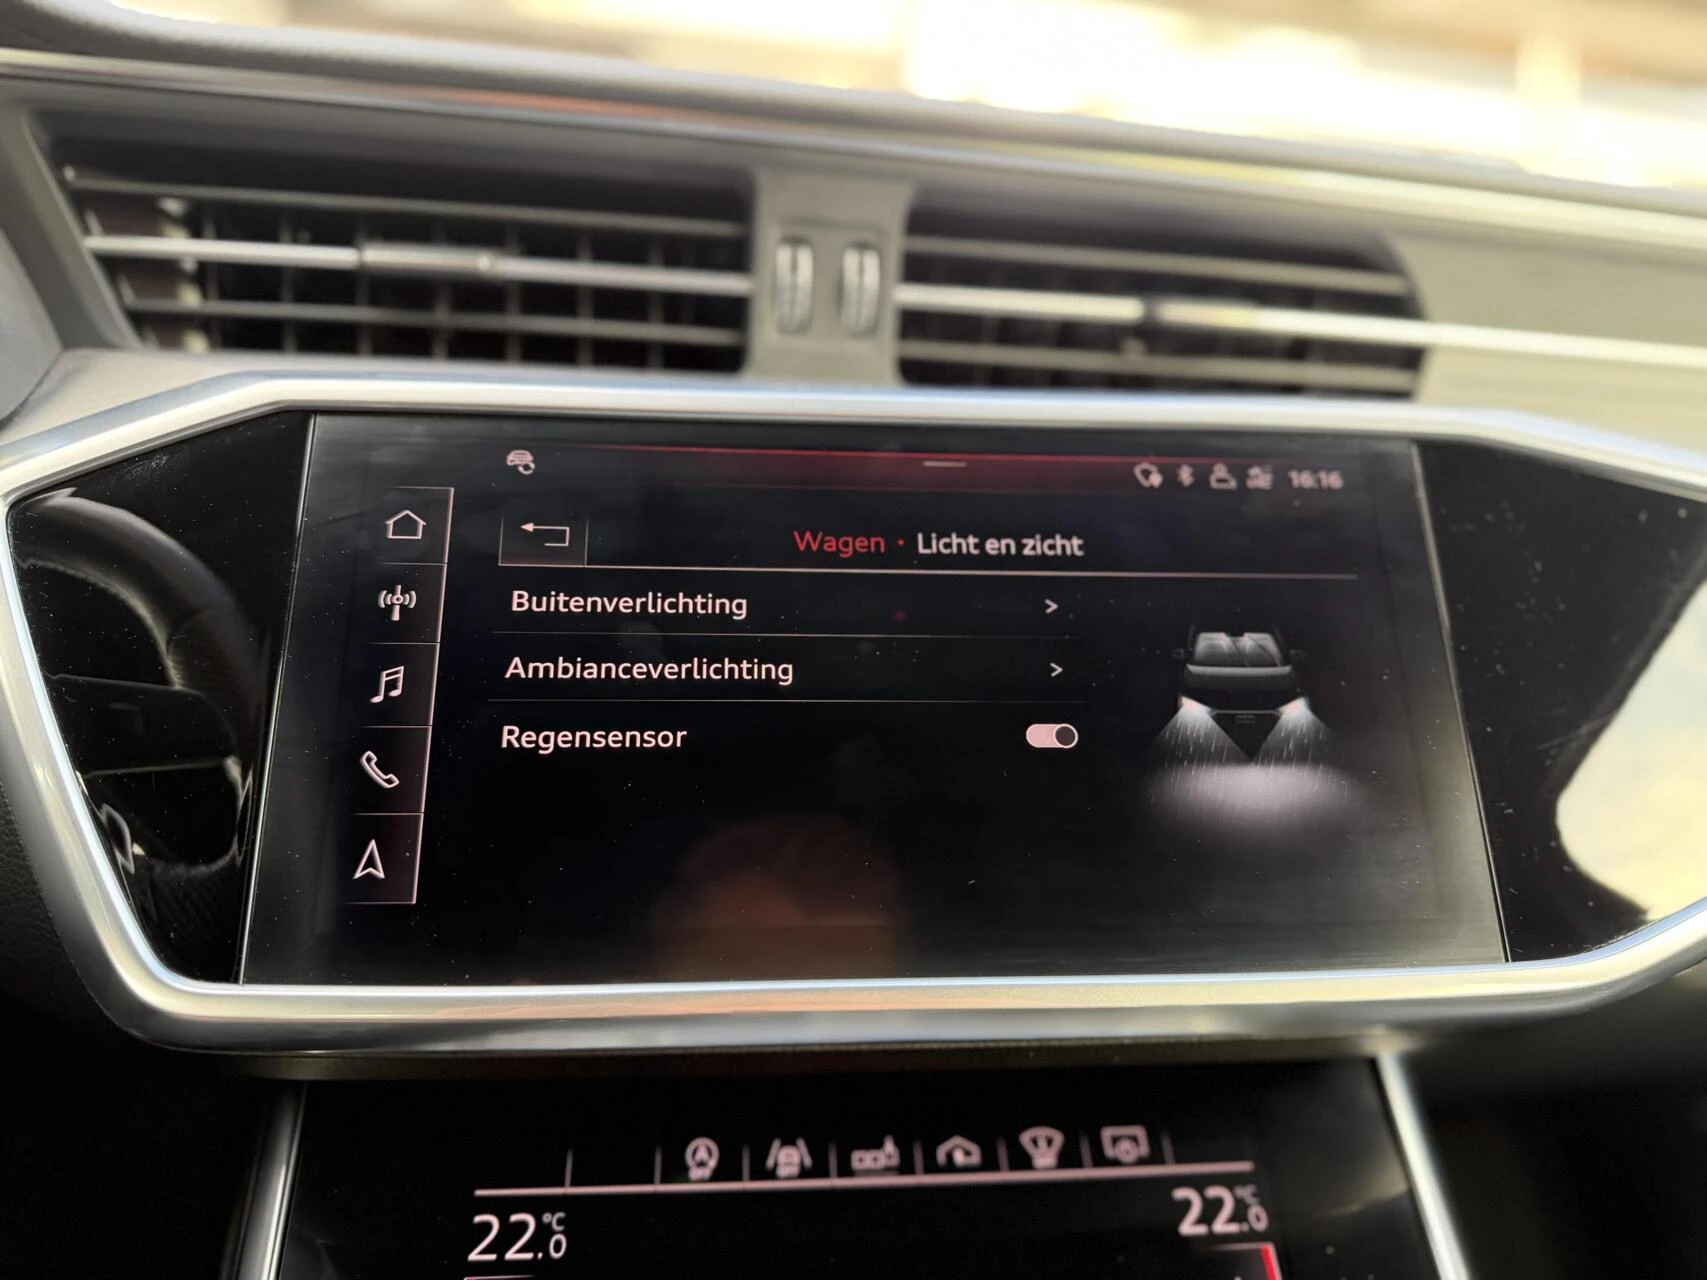 16:16
Wagen · Licht en zicht
Buitenverlichting >
Ambianceverlichting >
Regensensor
22.0 °C
22.0 °C